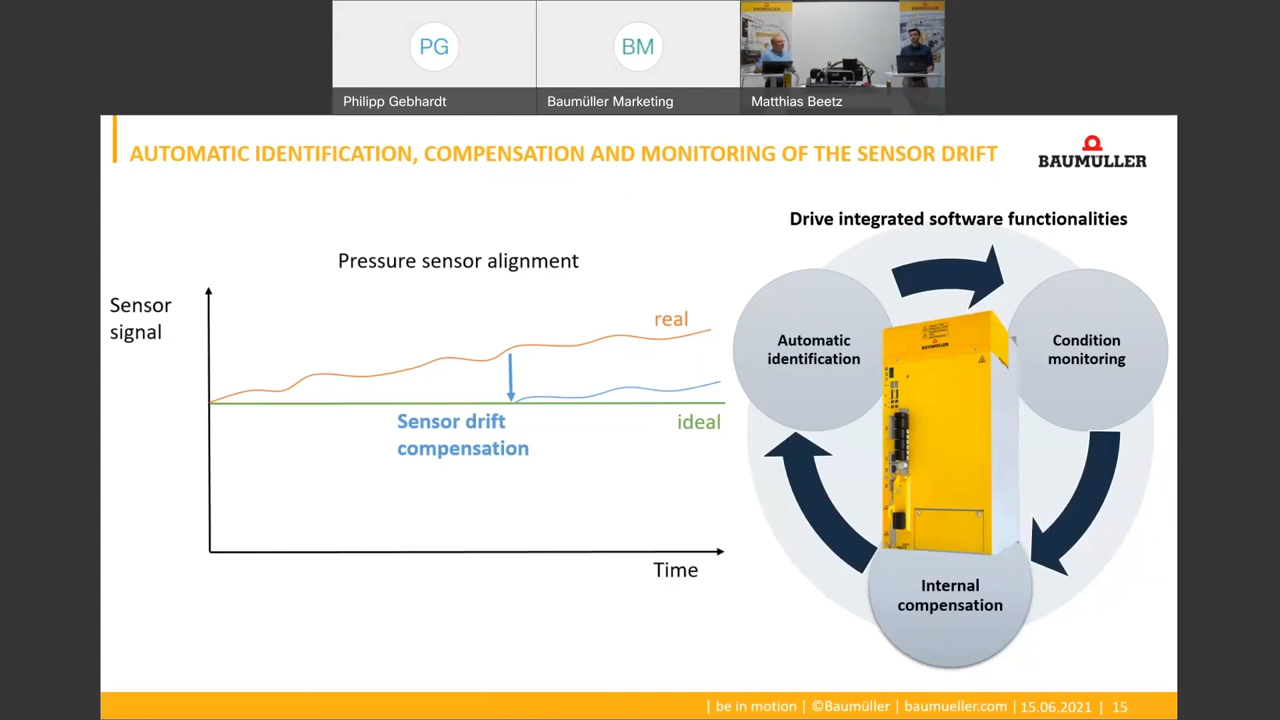 PG
BM
Philipp Gebhardt
Baumüller Marketing
Matthias Beetz
AUTOMATIC IDENTIFICATION, COMPENSATION AND MONITORING OF THE SENSOR DRIFT
BAUMÜLLER
Drive integrated software functionalities
Pressure sensor alignment
Sensor
signal
real
Sensor drift
compensation
ideal
Time
Automatic
identification
Condition
monitoring
BAUMÜLLER
Internal
compensation
| be in motion | ©Baumüller | baumueller.com | 15.06.2021 | 15